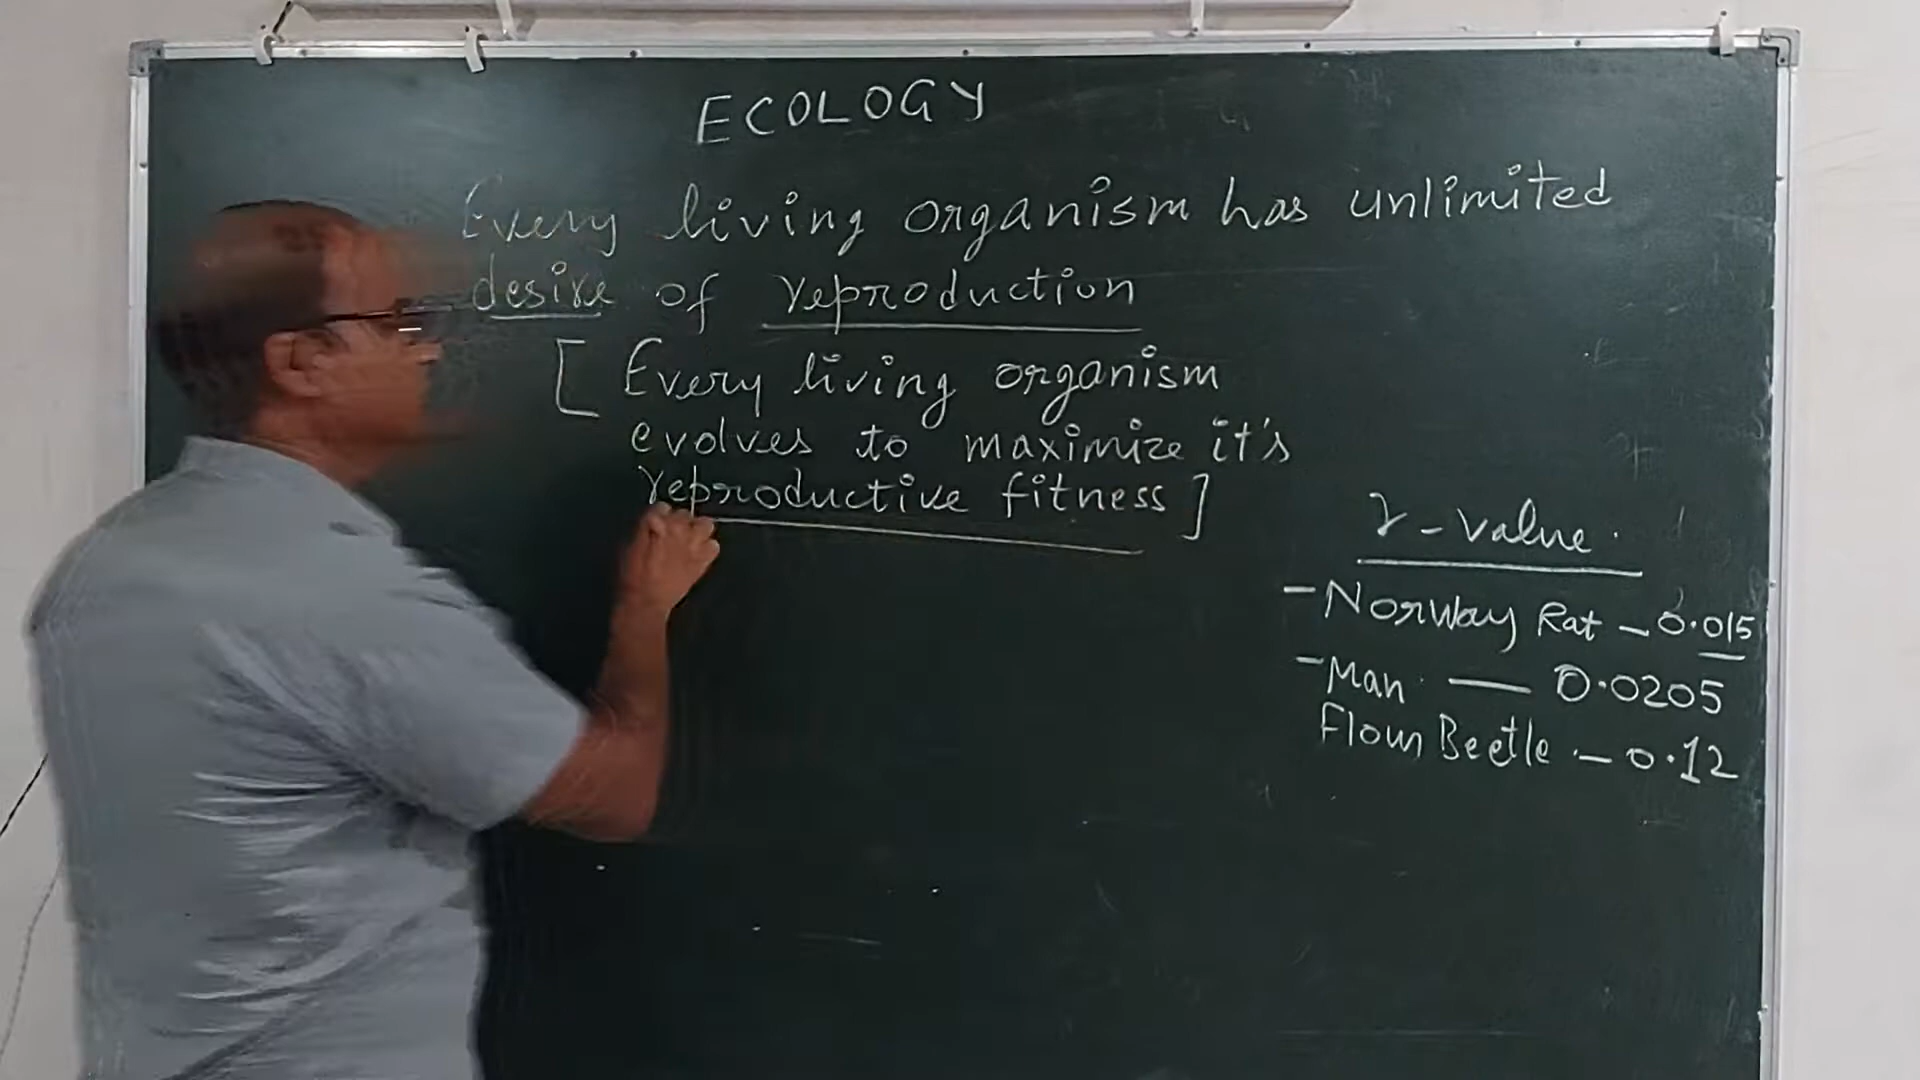 ECOLOGY
Every living organism has unlimited
desire of reproduction
[ Every living organism
evolves to maximize it's
reproductive fitness ]
r - value.
- Norway Rat - 0.015
- Man — 0.0205
Flour Beetle - 0.12